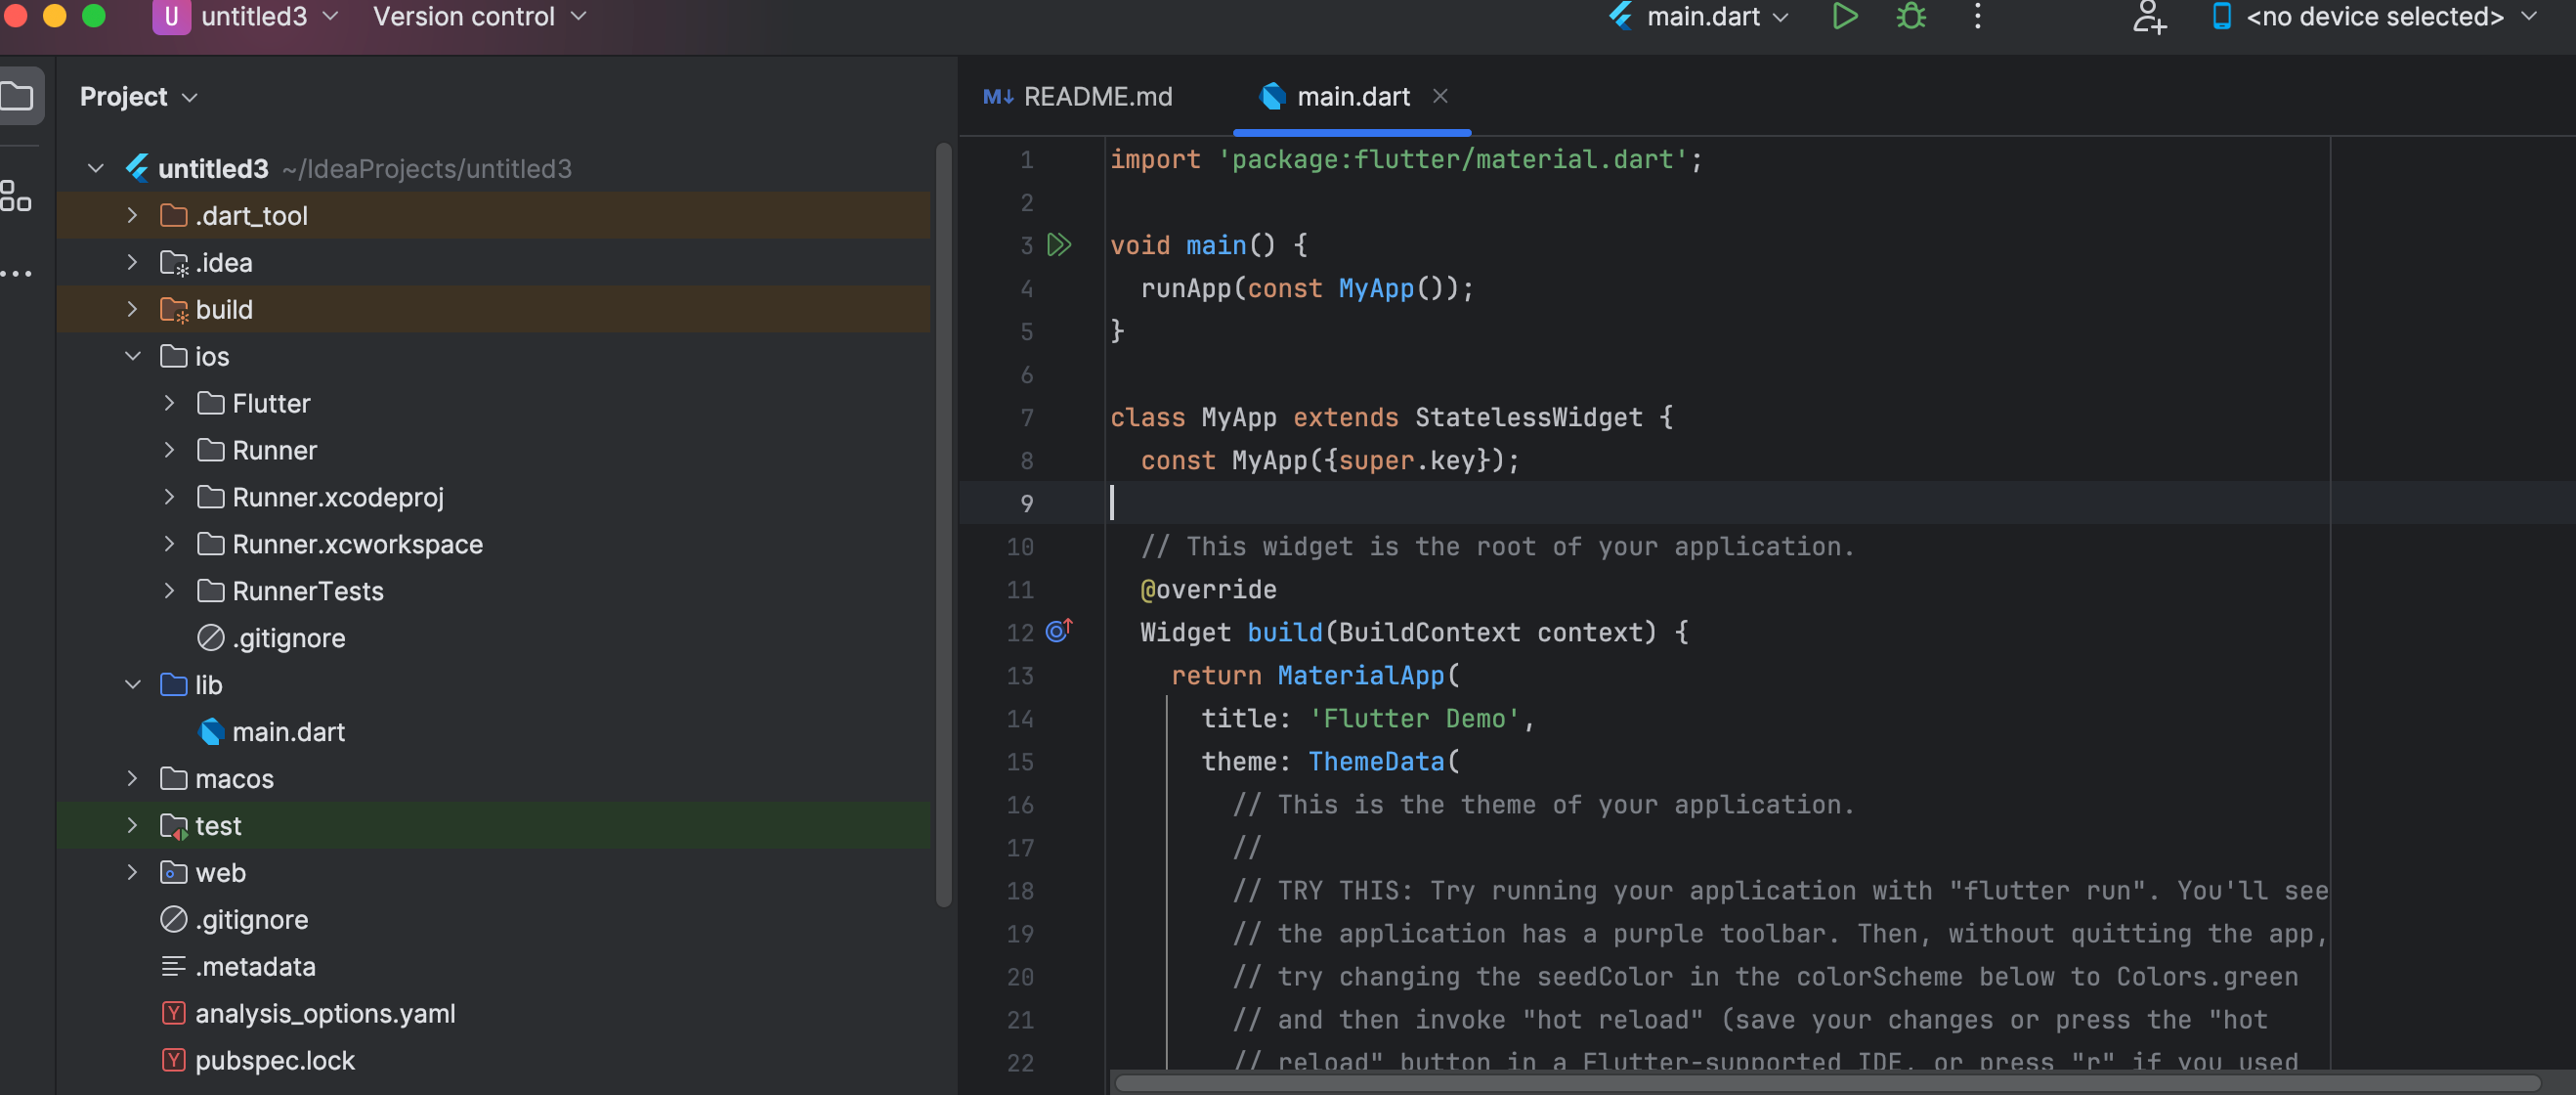 U untitled3 Version control main.dart <no device selected>
Project
untitled3 ~/IdeaProjects/untitled3
.dart_tool
.idea
build
ios
Flutter
Runner
Runner.xcodeproj
Runner.xcworkspace
RunnerTests
.gitignore
lib
main.dart
macos
test
web
.gitignore
.metadata
Y analysis_options.yaml
Y pubspec.lock
M↓ README.md main.dart
1 import 'package:flutter/material.dart';
2
3 void main() {
4 runApp(const MyApp());
5 }
6
7 class MyApp extends StatelessWidget {
8 const MyApp({super.key});
9
10 // This widget is the root of your application.
11 @override
12 Widget build(BuildContext context) {
13 return MaterialApp(
14 title: 'Flutter Demo',
15 theme: ThemeData(
16 // This is the theme of your application.
17 //
18 // TRY THIS: Try running your application with "flutter run". You'll see
19 // the application has a purple toolbar. Then, without quitting the app,
20 // try changing the seedColor in the colorScheme below to Colors.green
21 // and then invoke "hot reload" (save your changes or press the "hot
22 // reload" button in a Flutter-supported IDE, or press "r" if you used